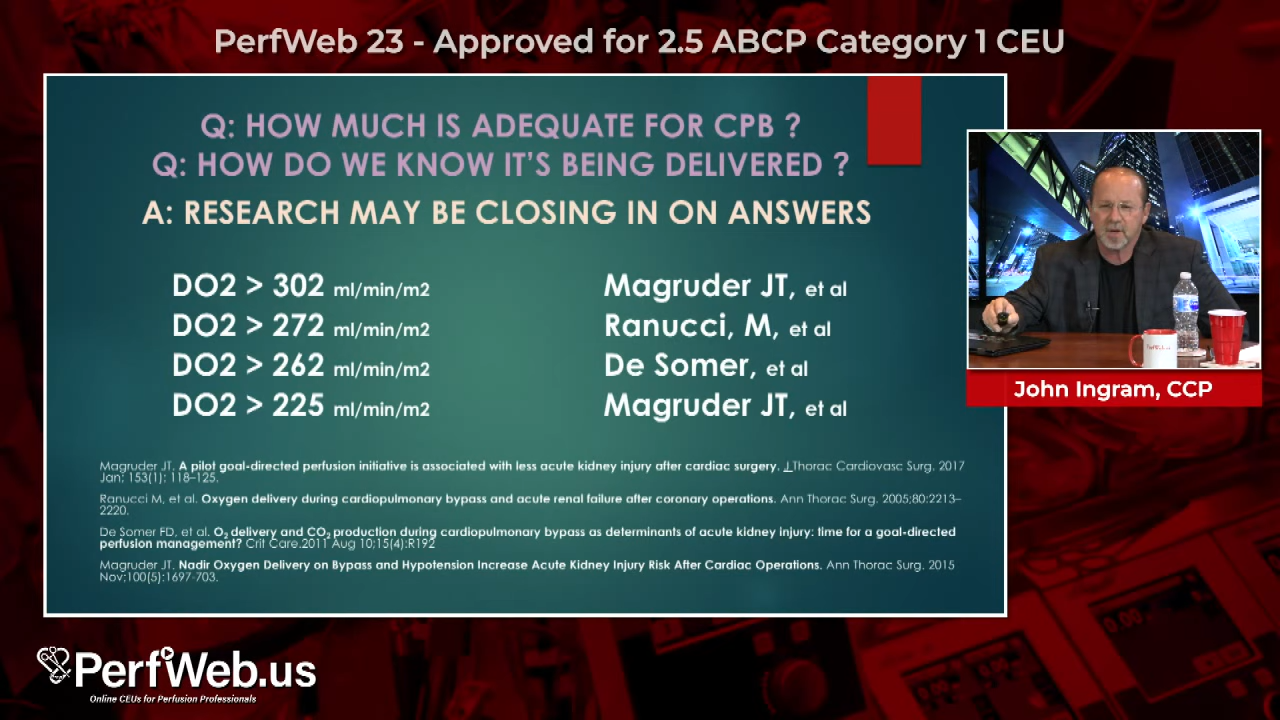 PerfWeb 23 - Approved for 2.5 ABCP Category 1 CEU
Q: HOW MUCH IS ADEQUATE FOR CPB ?
Q: HOW DO WE KNOW IT'S BEING DELIVERED ?
A: RESEARCH MAY BE CLOSING IN ON ANSWERS
DO2 > 302 ml/min/m2 Magruder JT, et al
DO2 > 272 ml/min/m2 Ranucci, M, et al
DO2 > 262 ml/min/m2 De Somer, et al
DO2 > 225 ml/min/m2 Magruder JT, et al
Magruder JT. A pilot goal-directed perfusion initiative is associated with less acute kidney injury after cardiac surgery. J Thorac Cardiovasc Surg. 2017
Jan; 153(1): 118–125.
Ranucci M, et al. Oxygen delivery during cardiopulmonary bypass and acute renal failure after coronary operations. Ann Thorac Surg. 2005;80:2213–
2220.
De Somer FD, et al. O2 delivery and CO2 production during cardiopulmonary bypass as determinants of acute kidney injury: time for a goal-directed
perfusion management? Crit Care.2011 Aug 10;15(4):R192
Magruder JT. Nadir Oxygen Delivery on Bypass and Hypotension Increase Acute Kidney Injury Risk After Cardiac Operations. Ann Thorac Surg. 2015
Nov;100(5):1697-703.
John Ingram, CCP
PerfWeb.us
Online CEUs for Perfusion Professionals